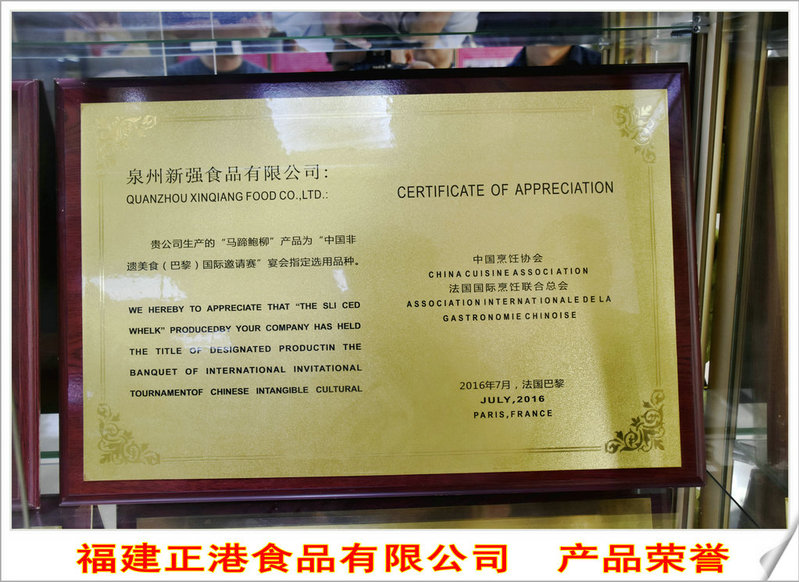 泉州新强食品有限公司：
QUANZHOU XINQIANG FOOD CO.,LTD.:
贵公司生产的“马蹄鲍柳”产品为“中国非
遗美食（巴黎）国际邀请赛”宴会指定选用品种。
WE HEREBY TO APPRECIATE THAT “THE SLI CED
WHELK” PRODUCEDBY YOUR COMPANY HAS HELD
THE TITLE OF DESIGNATED PRODUCTIN THE
BANQUET OF INTERNATIONAL INVITATIONAL
TOURNAMENTOF CHINESE INTANGIBLE CULTURAL
CERTIFICATE OF APPRECIATION
中国烹饪协会
CHINA CUISINE ASSOCIATION
法国国际烹饪联合总会
ASSOCIATION INTERNATIONALE DE LA
GASTRONOMIE CHINOISE
2016年7月，法国巴黎
JULY,2016
PARIS,FRANCE
福建正港食品有限公司 产品荣誉